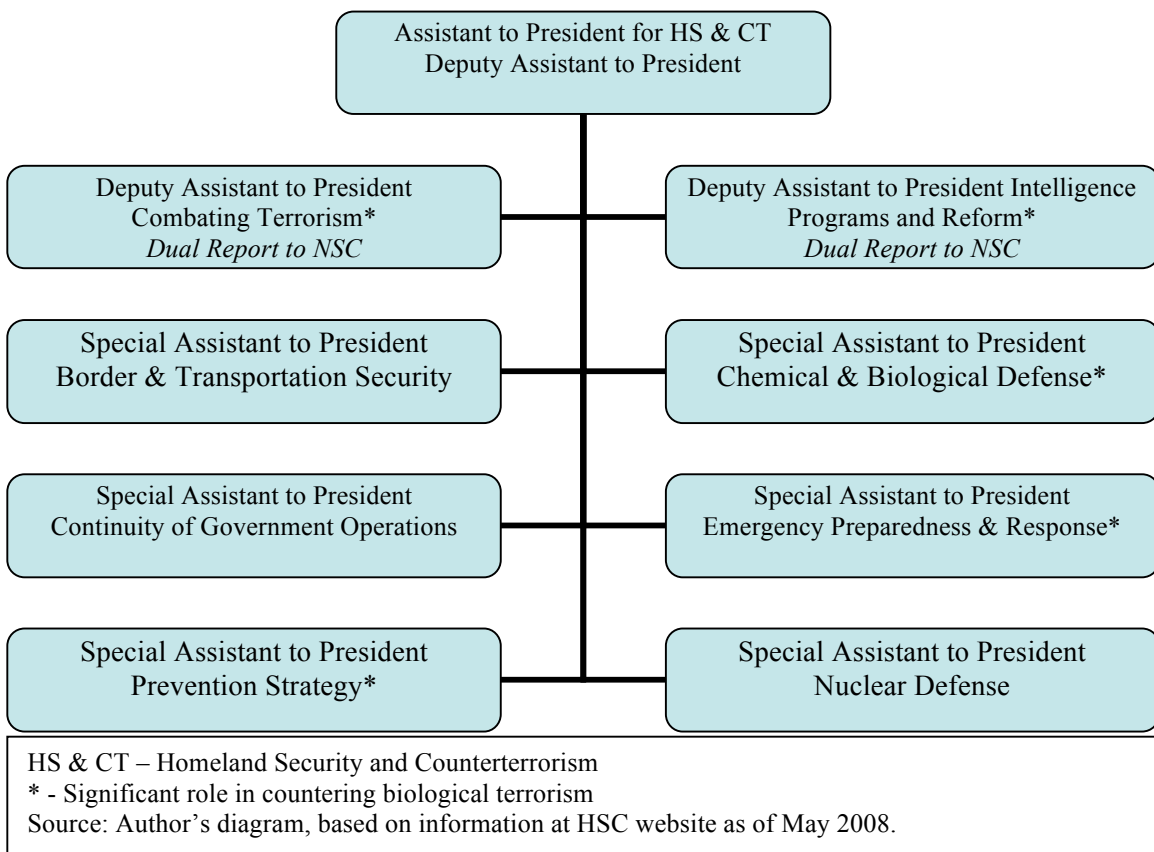 Assistant to President for HS & CT
Deputy Assistant to President
Deputy Assistant to President
Combating Terrorism*
Dual Report to NSC
Deputy Assistant to President Intelligence
Programs and Reform*
Dual Report to NSC
Special Assistant to President
Border & Transportation Security
Special Assistant to President
Chemical & Biological Defense*
Special Assistant to President
Continuity of Government Operations
Special Assistant to President
Emergency Preparedness & Response*
Special Assistant to President
Prevention Strategy*
Special Assistant to President
Nuclear Defense
HS & CT – Homeland Security and Counterterrorism
* - Significant role in countering biological terrorism
Source: Author’s diagram, based on information at HSC website as of May 2008.